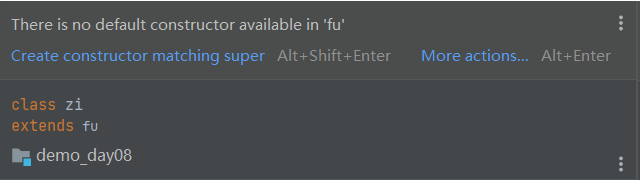 There is no default constructor available in 'fu'
Create constructor matching super Alt+Shift+Enter More actions... Alt+Enter
class zi
extends fu
demo_day08